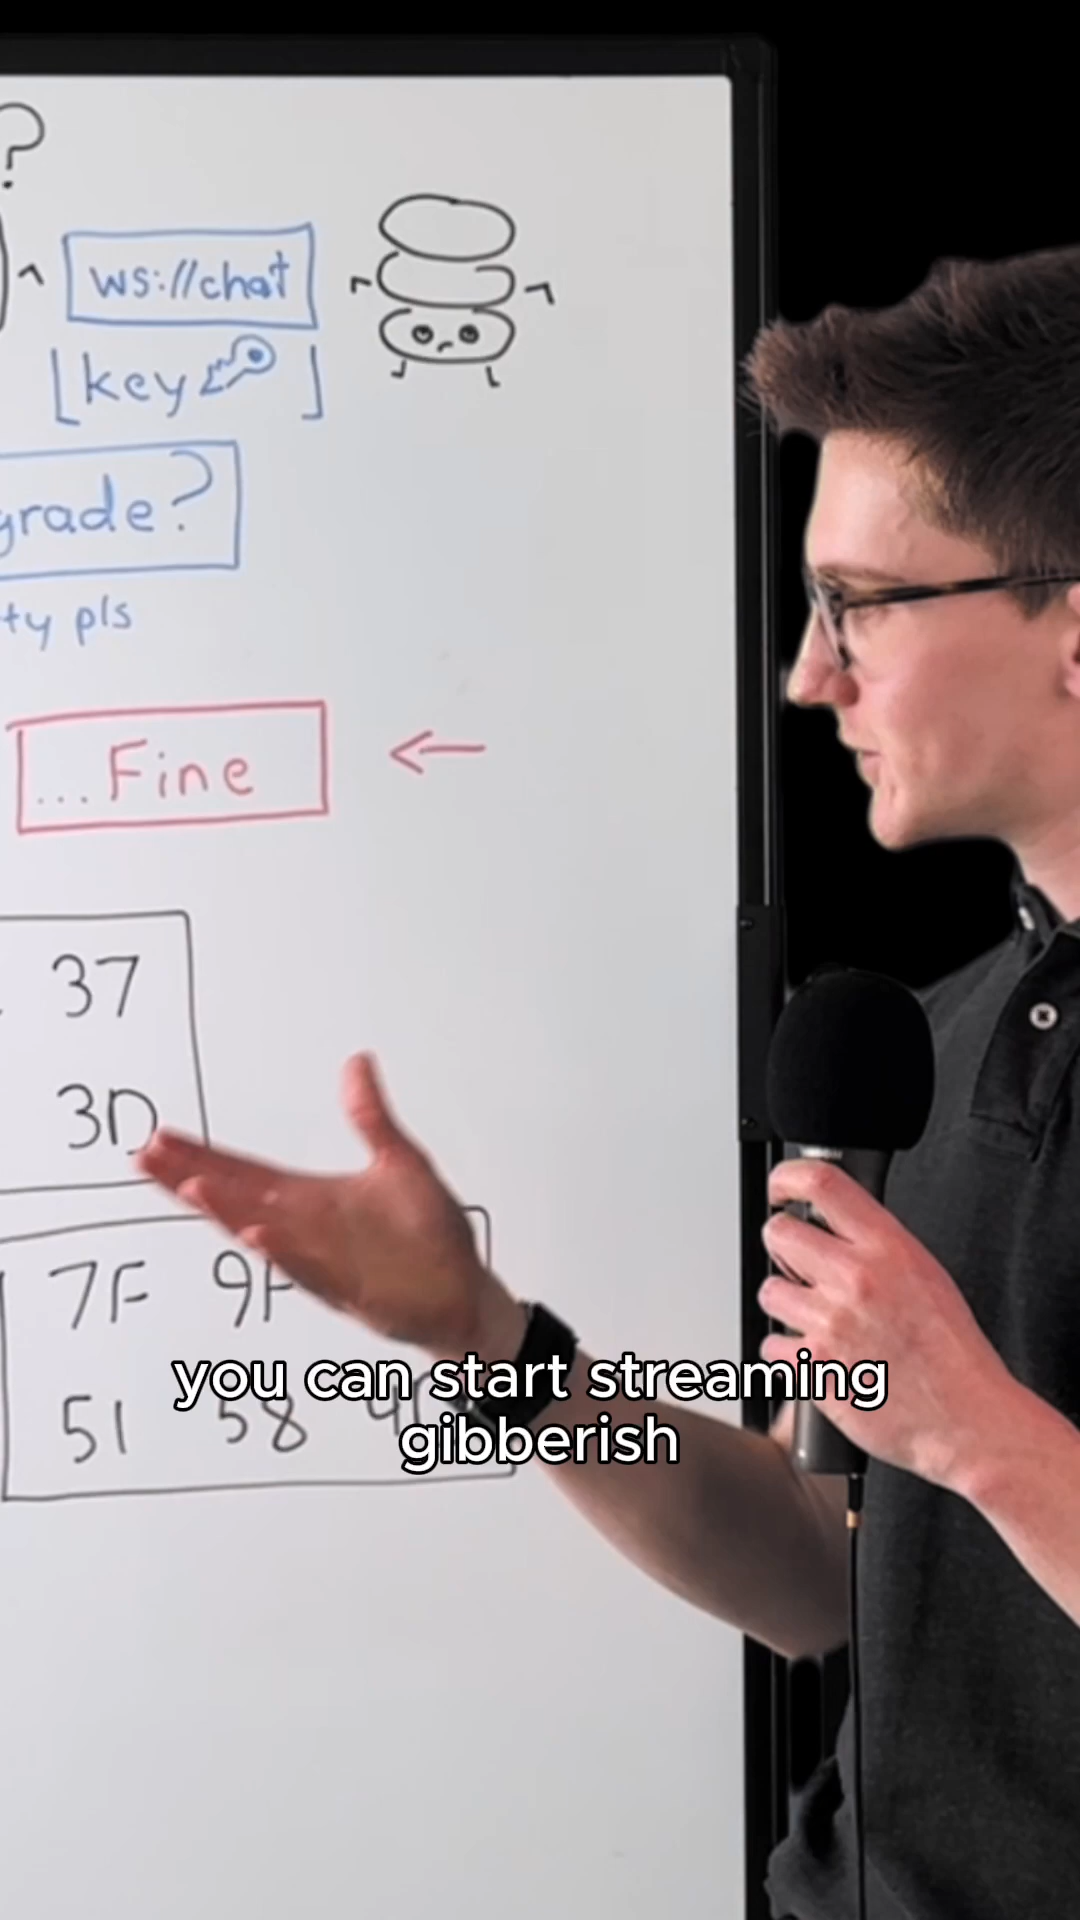 ?
ws://chat
[key ]
grade?
ty pls
...Fine
37
3D
7F 9F
51 58
you can start streaming
gibberish